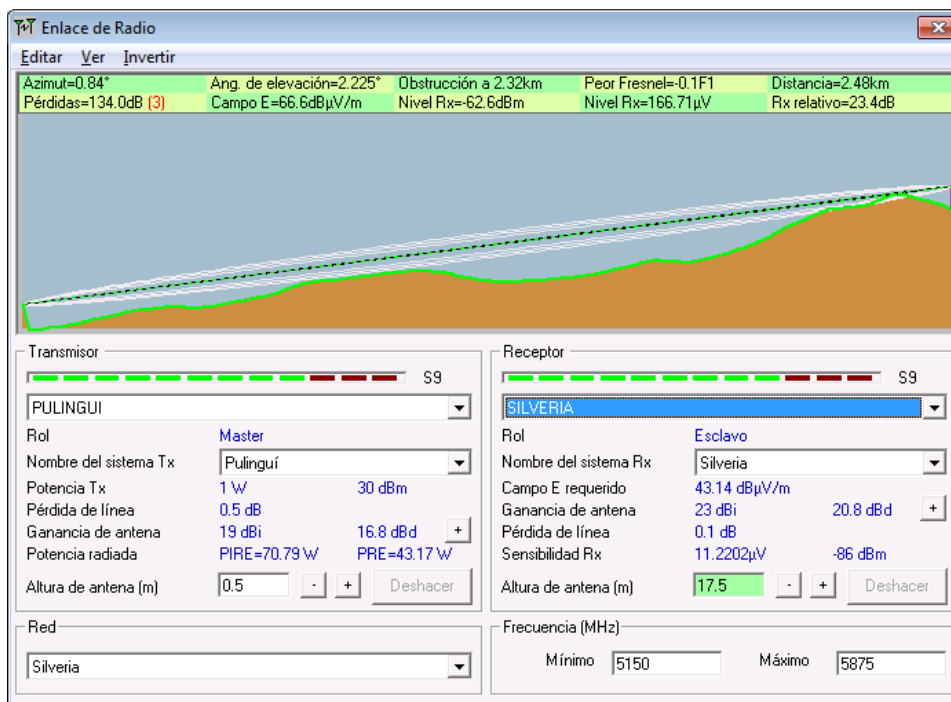 Enlace de Radio
Editar Ver Invertir
Azimut=0.84° Ang. de elevación=2.225° Obstrucción a 2.32km Peor Fresnel=-0.1F1 Distancia=2.48km
Pérdidas=134.0dB (3) Campo E=66.6dBµV/m Nivel Rx=-62.6dBm Nivel Rx=166.71µV Rx relativo=23.4dB
Transmisor
S9
PULINGUI
Rol Master
Nombre del sistema Tx Pulinguí
Potencia Tx 1 W 30 dBm
Pérdida de línea 0.5 dB
Ganancia de antena 19 dBi 16.8 dBd +
Potencia radiada PIRE=70.79 W PRE=43.17 W
Altura de antena (m) 0.5 - + Deshacer
Receptor
S9
SILVERIA
Rol Esclavo
Nombre del sistema Rx Silveria
Campo E requerido 43.14 dBµV/m
Ganancia de antena 23 dBi 20.8 dBd +
Pérdida de línea 0.1 dB
Sensibilidad Rx 11.2202µV -86 dBm
Altura de antena (m) 17.5 - + Deshacer
Red
Silveria
Frecuencia (MHz)
Mínimo 5150 Máximo 5875